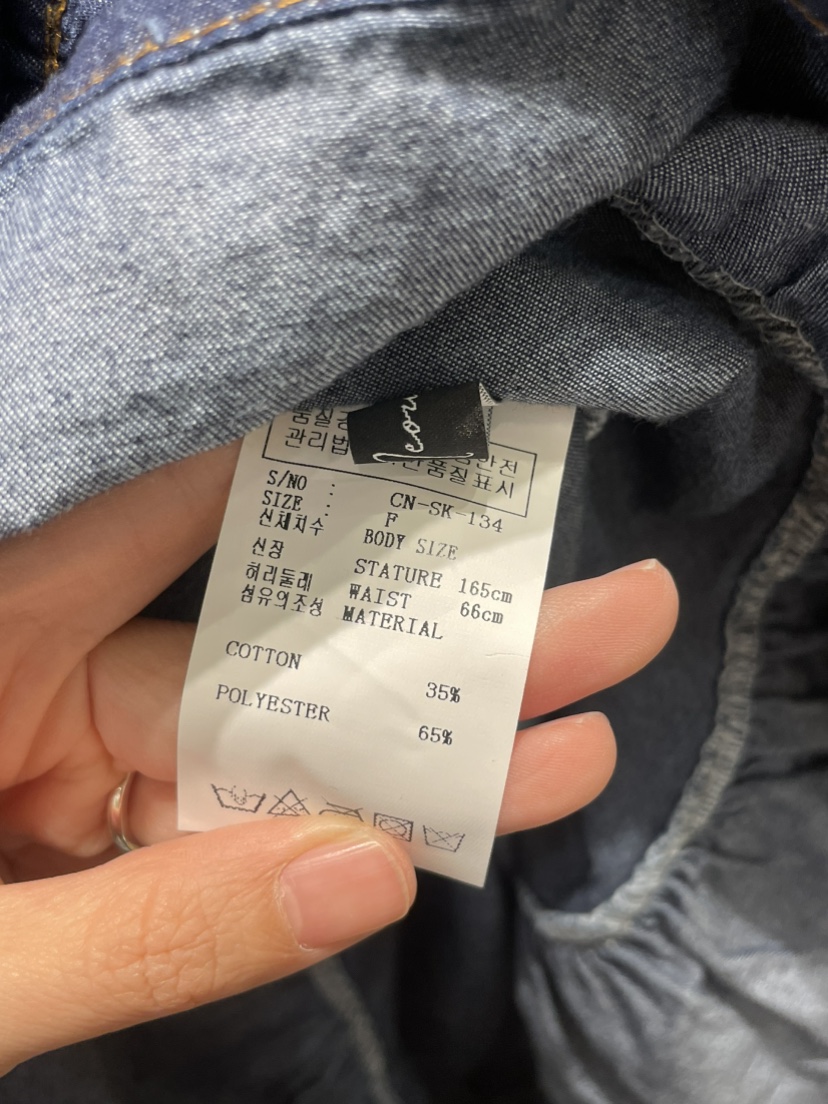 관리법
품질표시
S/NO :
SIZE : CN-SK-134
신체치수 F
BODY SIZE
신장 STATURE 165cm
허리둘레 WAIST 66cm
섬유의조성 MATERIAL
COTTON 35%
POLYESTER 65%